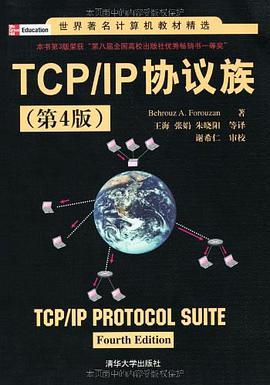 Education
世界著名计算机教材精选
本书第3版荣获“第八届全国高校出版社优秀畅销书一等奖”
TCP/IP 协议族
(第4版)
Behrouz A. Forouzan 著
王海 张娟 朱晓阳 等译
谢希仁 审校
TCP/IP PROTOCOL SUITE
Fourth Edition
清华大学出版社